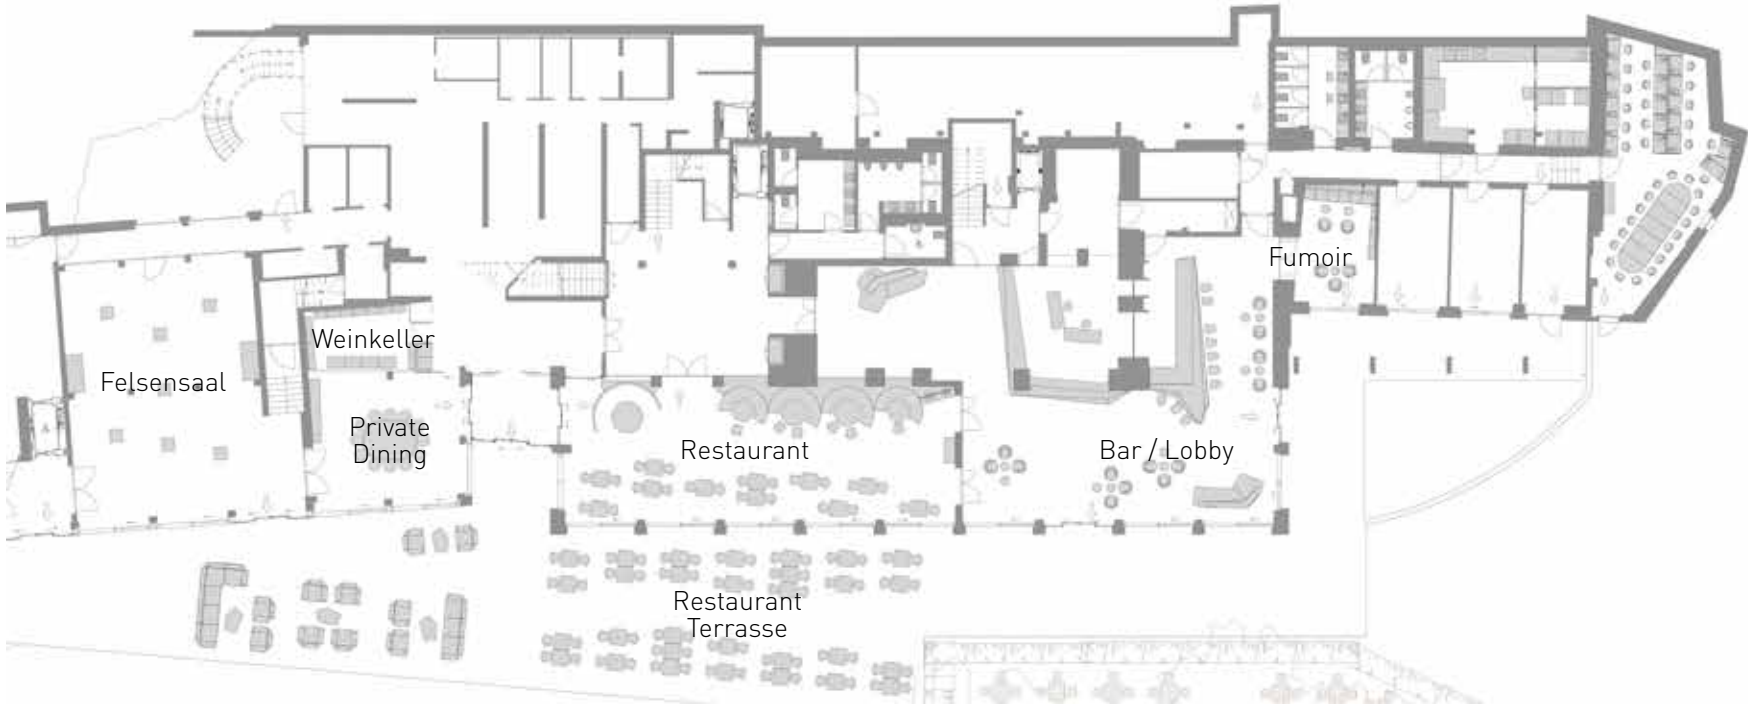 Fumoir
Weinkeller
Felsensaal
Private
Dining
Restaurant
Bar / Lobby
Restaurant
Terrasse